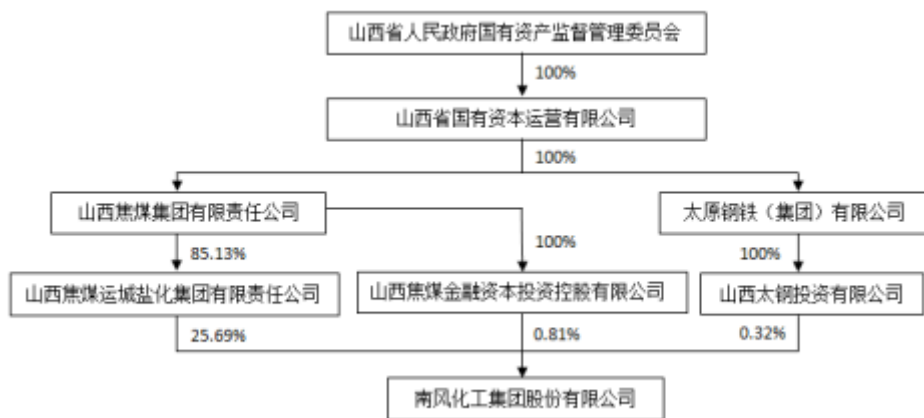 山西省人民政府国有资产监督管理委员会
100%
山西省国有资本运营有限公司
100%
山西焦煤集团有限责任公司
太原钢铁（集团）有限公司
85.13%
100%
100%
山西焦煤运城盐化集团有限责任公司
山西焦煤金融资本投资控股有限公司
山西太钢投资有限公司
25.69%
0.81%
0.32%
南风化工集团股份有限公司